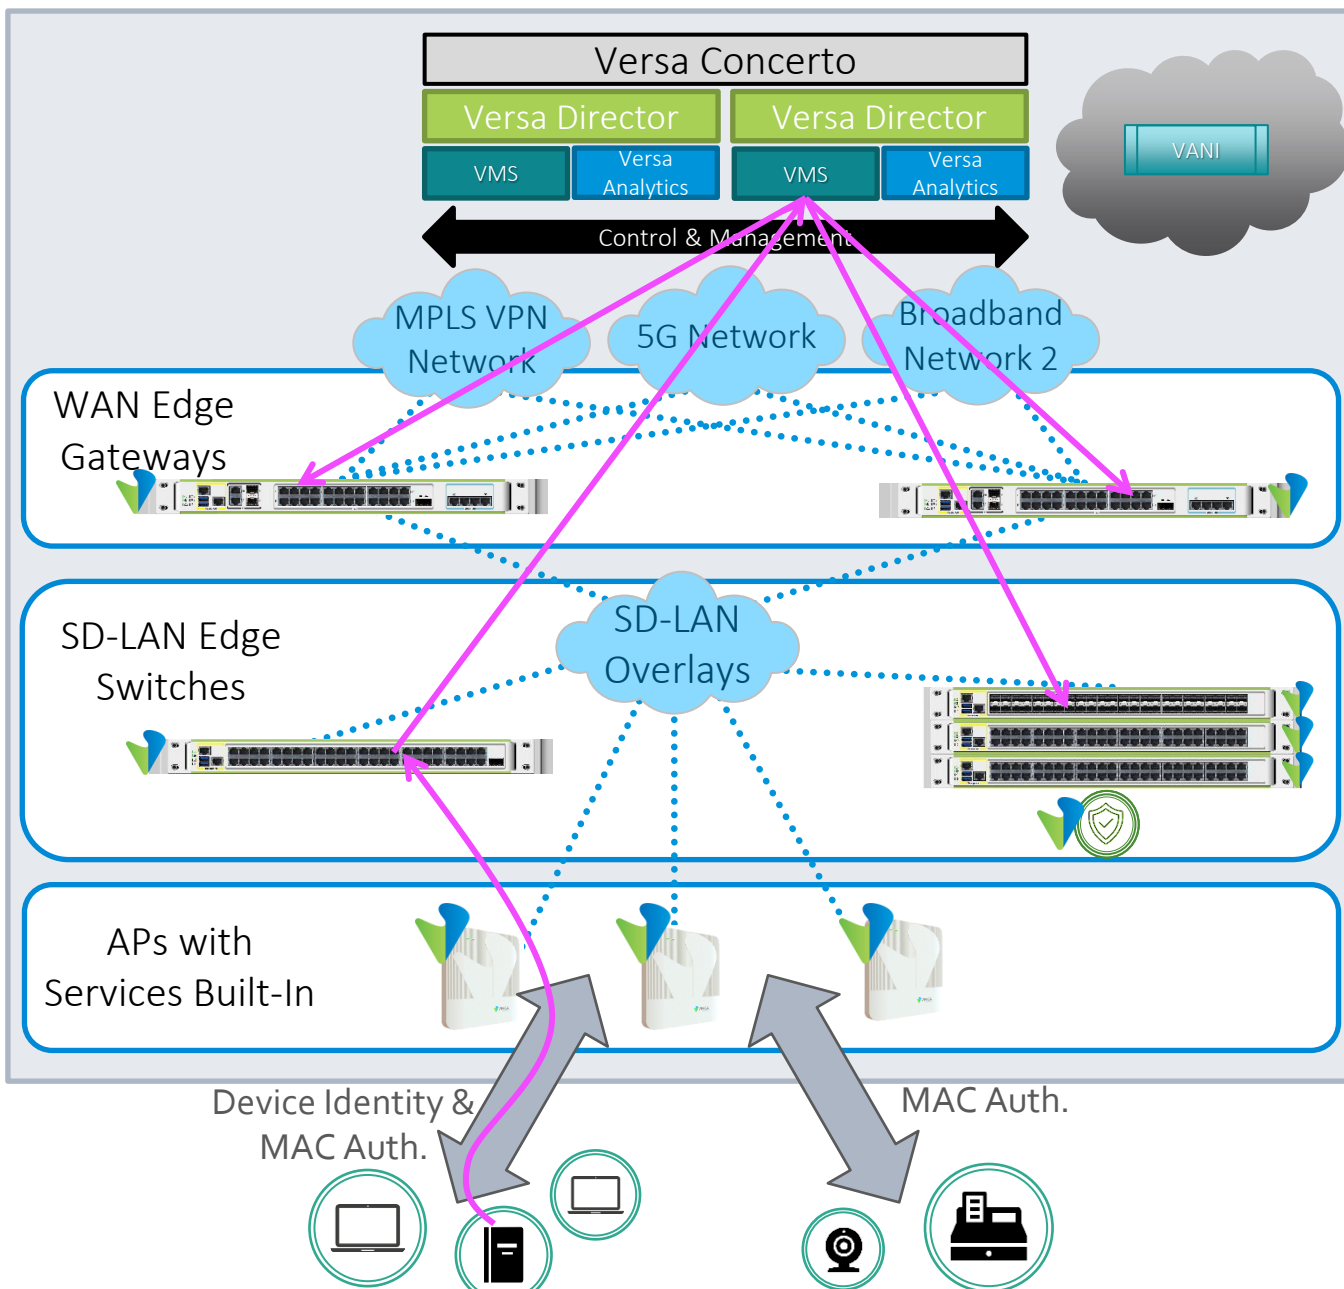 Versa Concerto
Versa Director
Versa Director
VMS
Versa
Analytics
VMS
Versa
Analytics
VANI
Control & Management
MPLS VPN
Network
5G Network
Broadband
Network 2
WAN Edge
Gateways
SD-LAN Edge
Switches
SD-LAN
Overlays
APs with
Services Built-In
Device Identity &
MAC Auth.
MAC Auth.